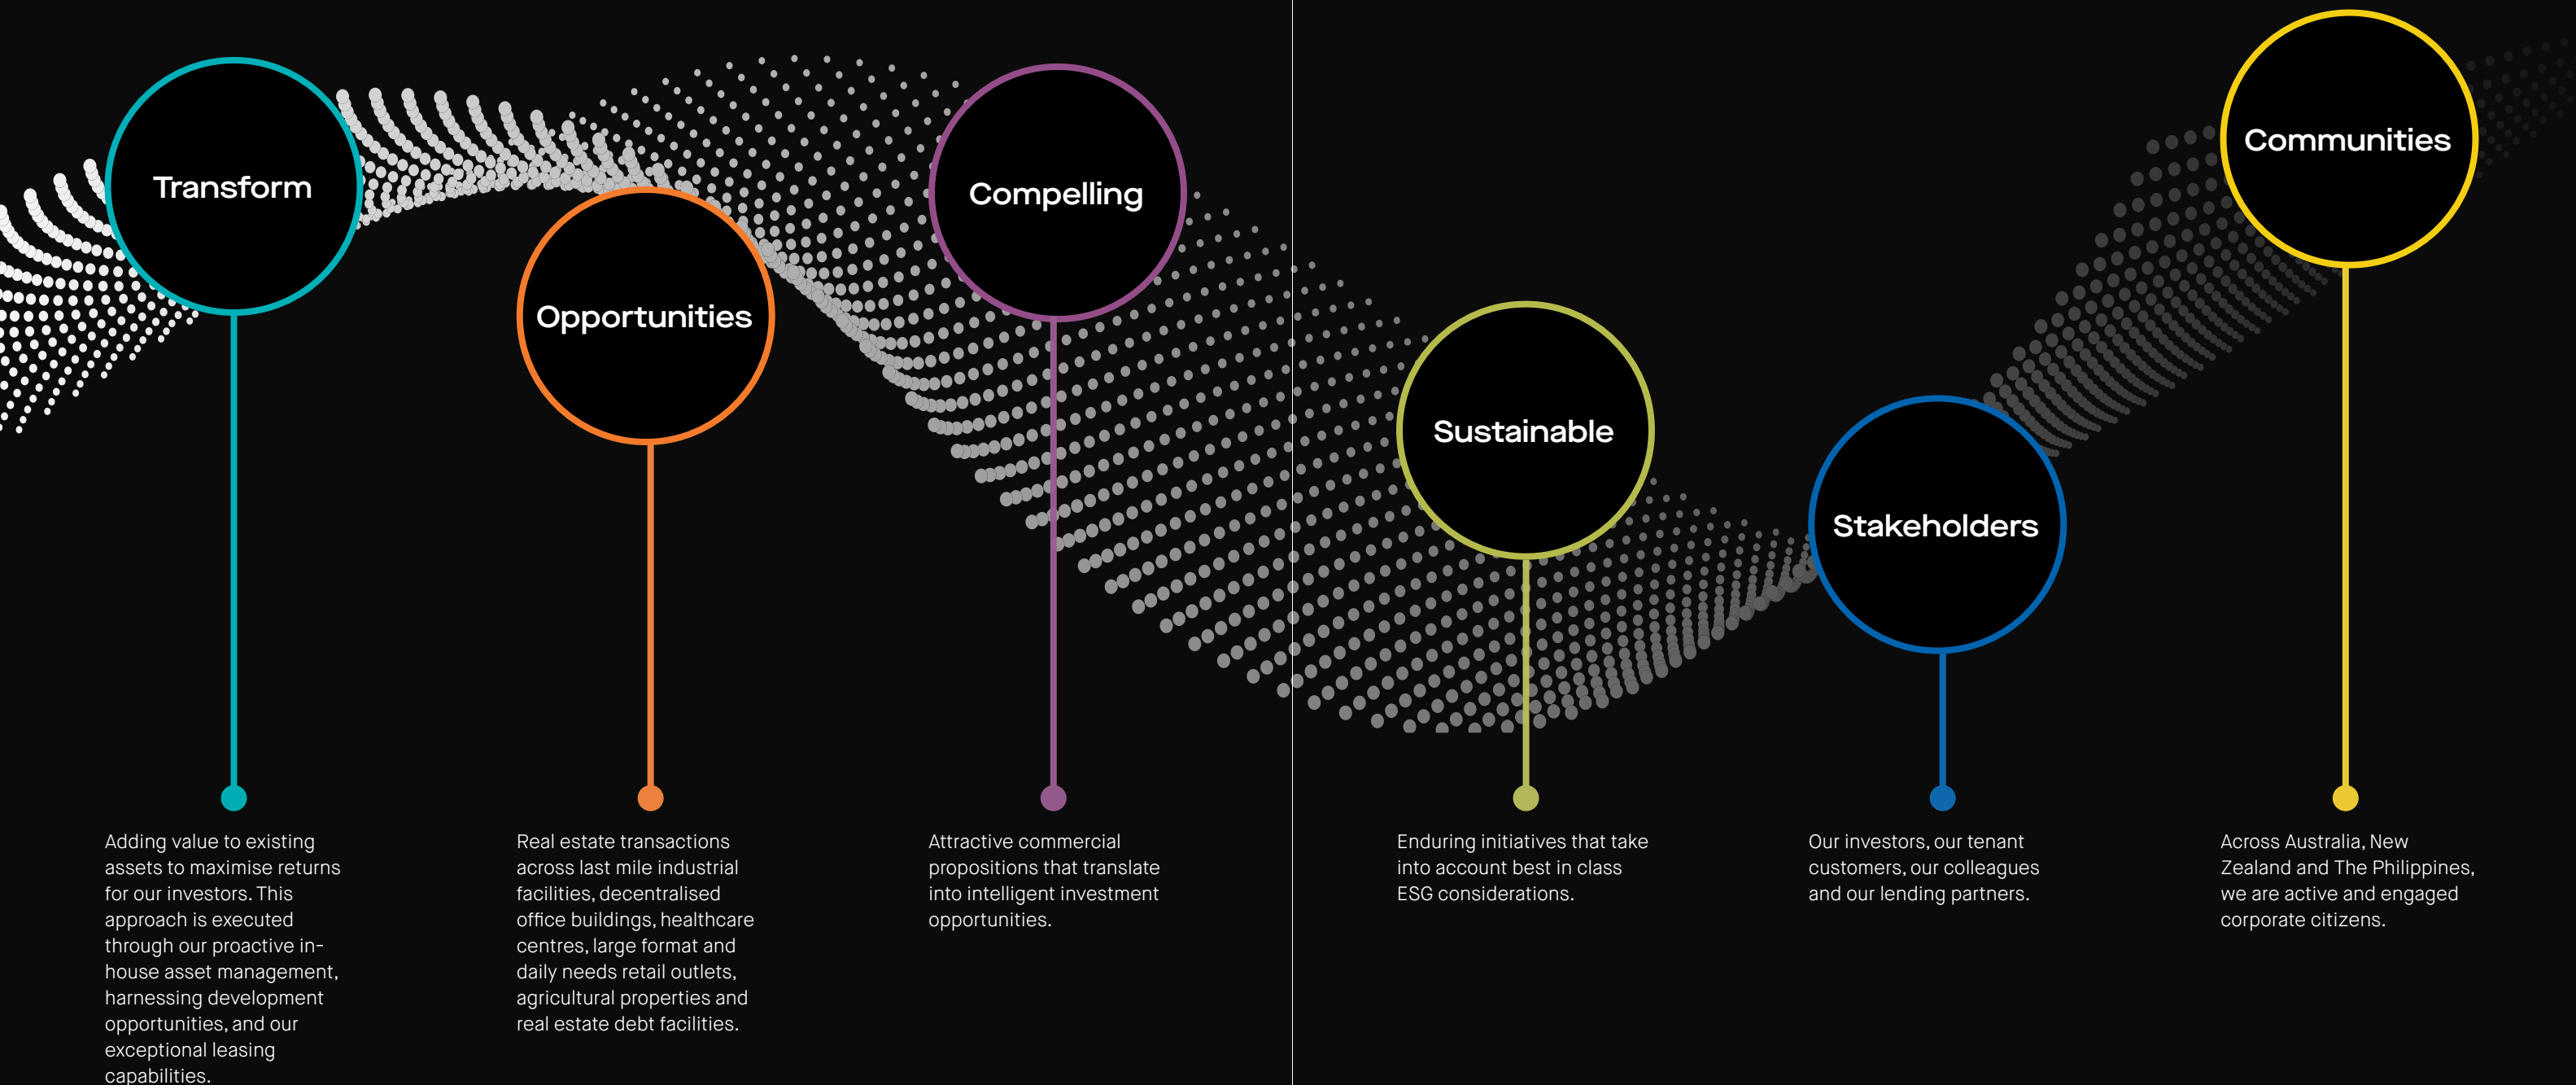 Transform
Adding value to existing
assets to maximise returns
for our investors. This
approach is executed
through our proactive in-
house asset management,
harnessing development
opportunities, and our
exceptional leasing
capabilities.
Opportunities
Real estate transactions
across last mile industrial
facilities, decentralised
office buildings, healthcare
centres, large format and
daily needs retail outlets,
agricultural properties and
real estate debt facilities.
Compelling
Attractive commercial
propositions that translate
into intelligent investment
opportunities.
Sustainable
Enduring initiatives that take
into account best in class
ESG considerations.
Stakeholders
Our investors, our tenant
customers, our colleagues
and our lending partners.
Communities
Across Australia, New
Zealand and The Philippines,
we are active and engaged
corporate citizens.